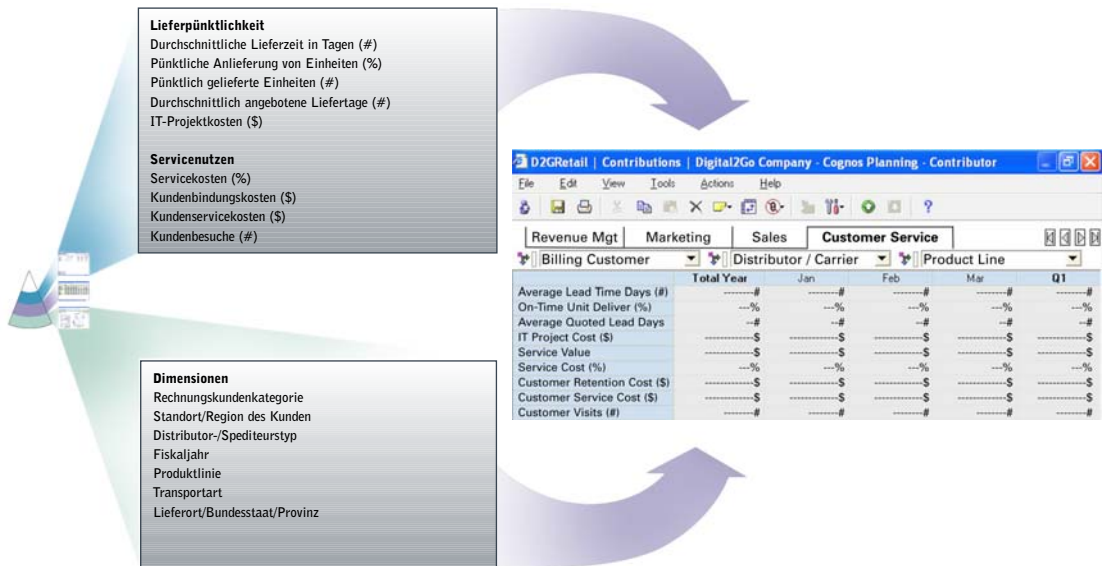 Lieferpünktlichkeit
Durchschnittliche Lieferzeit in Tagen (#)
Pünktliche Anlieferung von Einheiten (%)
Pünktlich gelieferte Einheiten (#)
Durchschnittlich angebotene Liefertage (#)
IT-Projektkosten ($)
Servicenutzen
Servicekosten (%)
Kundenbindungskosten ($)
Kundenservicekosten ($)
Kundenbesuche (#)
Dimensionen
Rechnungskundenkategorie
Standort/Region des Kunden
Distributor-/Spediteurstyp
Fiskaljahr
Produktlinie
Transportart
Lieferort/Bundesstaat/Provinz
D2GRetail | Contributions | Digital2Go Company - Cognos Planning - Contributor
File Edit View Tools Actions Help
Revenue Mgt Marketing Sales Customer Service
Billing Customer Distributor / Carrier Product Line
Total Year Jan Feb Mar Q1
Average Lead Time Days (#) --------# --------# --------# --------# --------#
On-Time Unit Deliver (%) ---% ---% ---% ---% ---%
Average Quoted Lead Days --# --# --# --# --#
IT Project Cost ($) ------------$ ------------$ ------------$ ------------$ ------------$
Service Value ------------$ ------------$ ------------$ ------------$ ------------$
Service Cost (%) ---% ---% ---% ---% ---%
Customer Retention Cost ($) ------------$ ------------$ ------------$ ------------$ ------------$
Customer Service Cost ($) ------------$ ------------$ ------------$ ------------$ ------------$
Customer Visits (#) --------# --------# --------# --------# --------#